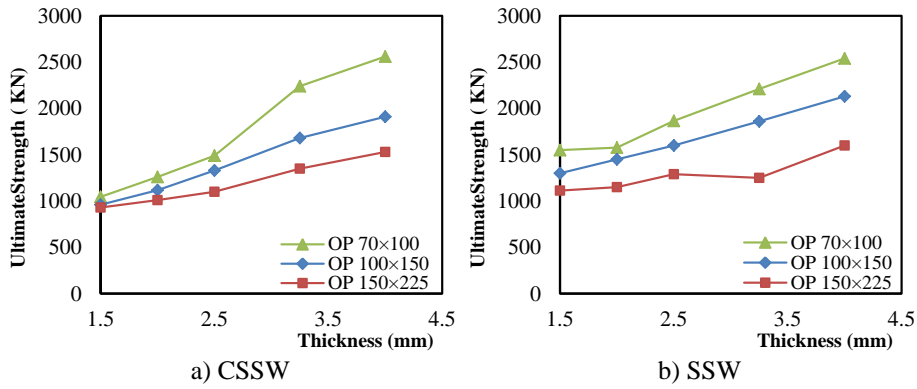 3000
2500
2000
1500
1000
500
0
UltimateStrength ( KN)
OP 70×100
OP 100×150
OP 150×225
1.5 2.5 3.5 4.5
Thickness (mm)
a) CSSW
3000
2500
2000
1500
1000
500
0
UltimateStrength ( KN)
OP 70×100
OP 100×150
OP 150×225
1.5 2.5 3.5 4.5
Thickness (mm)
b) SSW